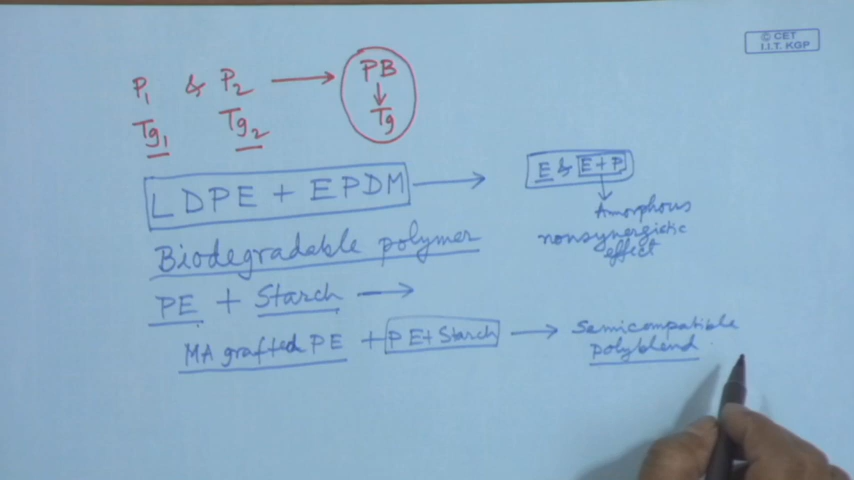 © CET
I.I.T. KGP
P₁ & P₂ → PB
↓
Tg₁ Tg₂ Tg
LDPE + EPDM → E & E + P
↓
Amorphous
nonsynergistic
effect
Biodegradable polymer
PE + Starch →
MA grafted PE + PE + Starch → Semicompatible
polyblend